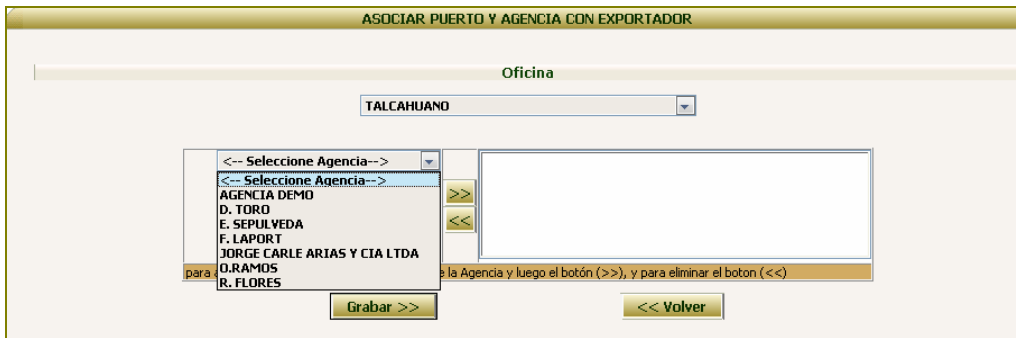 ASOCIAR PUERTO Y AGENCIA CON EXPORTADOR
Oficina
TALCAHUANO
<-- Seleccione Agencia-->
<-- Seleccione Agencia-->
AGENCIA DEMO
D. TORO
E. SEPULVEDA
F. LAPORT
JORGE CARLE ARIAS Y CIA LTDA
O.RAMOS
R. FLORES
>>
<<
para la Agencia y luego el botón (>>), y para eliminar el boton (<<)
Grabar >>
<< Volver